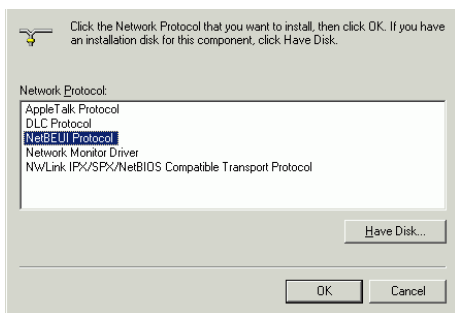 Click the Network Protocol that you want to install, then click OK. If you have
an installation disk for this component, click Have Disk.
Network Protocol:
AppleTalk Protocol
DLC Protocol
NetBEUI Protocol
Network Monitor Driver
NWLink IPX/SPX/NetBIOS Compatible Transport Protocol
Have Disk...
OK
Cancel